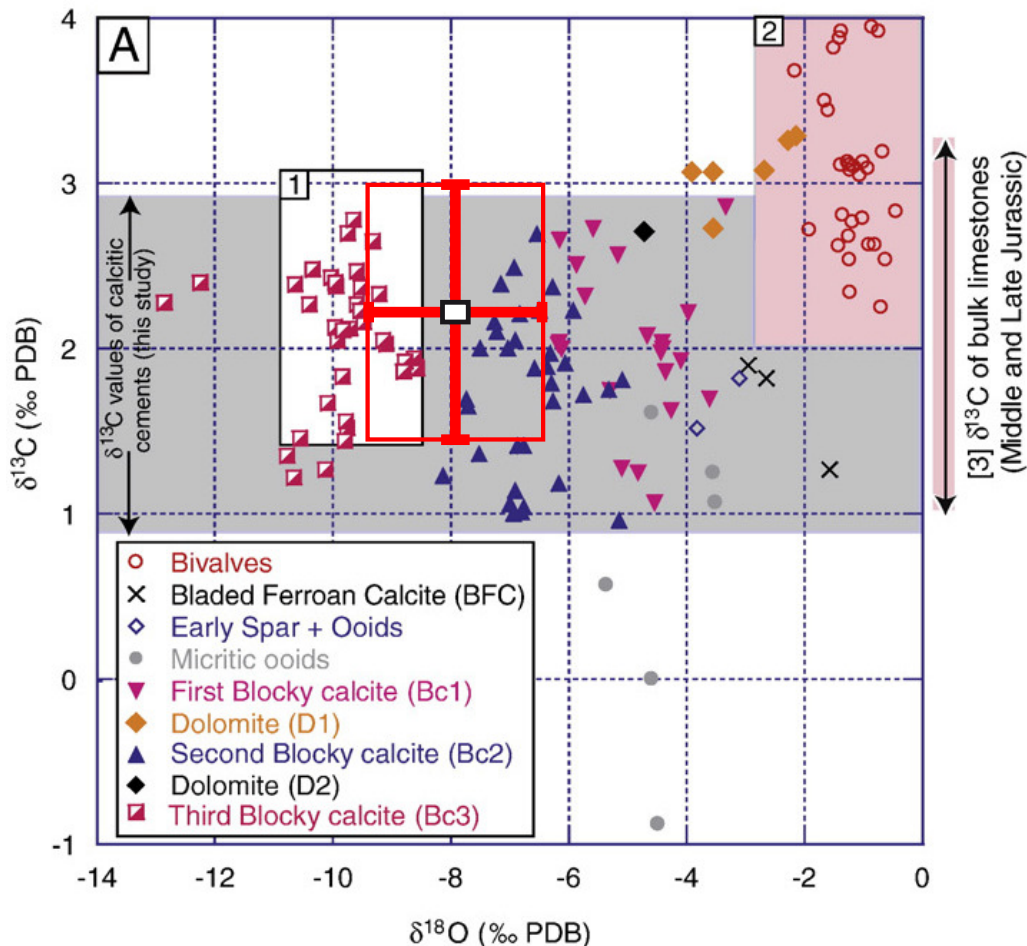 A
4
3
2
1
0
-1
-14
-12
-10
-8
-6
-4
-2
0
δ¹³C (‰ PDB)
δ¹⁸O (‰ PDB)
1
2
δ¹³C values of calcitic
cements (this study)
[3] δ¹³C of bulk limestones
(Middle and Late Jurassic)
Bivalves
Bladed Ferroan Calcite (BFC)
Early Spar + Ooids
Micritic ooids
First Blocky calcite (Bc1)
Dolomite (D1)
Second Blocky calcite (Bc2)
Dolomite (D2)
Third Blocky calcite (Bc3)